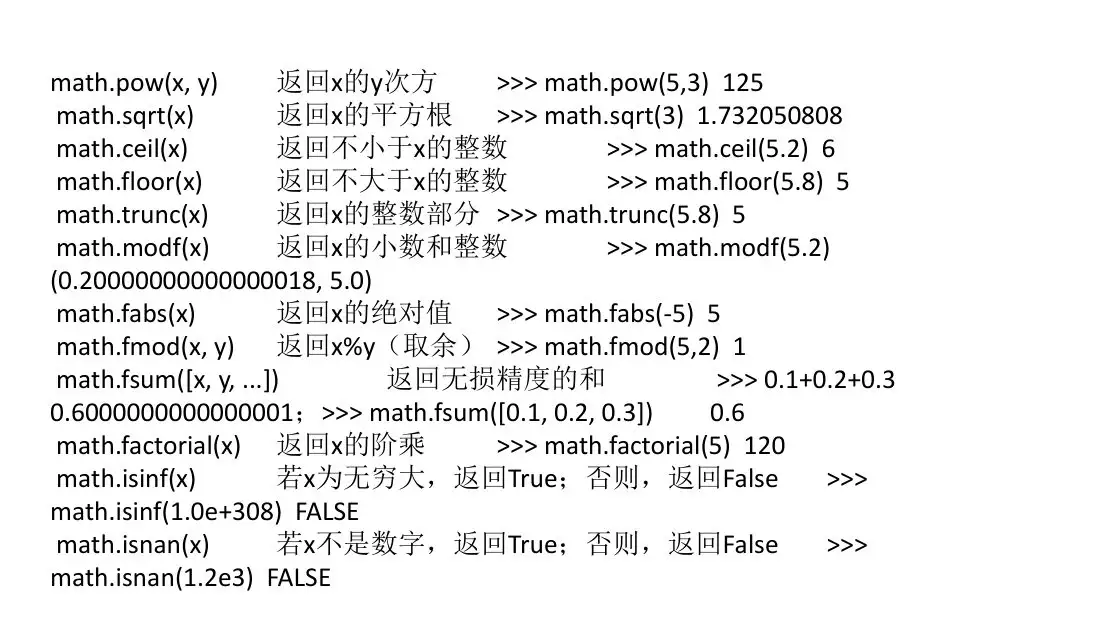 math.pow(x, y) 返回x的y次方 >>> math.pow(5,3) 125
math.sqrt(x) 返回x的平方根 >>> math.sqrt(3) 1.732050808
math.ceil(x) 返回不小于x的整数 >>> math.ceil(5.2) 6
math.floor(x) 返回不大于x的整数 >>> math.floor(5.8) 5
math.trunc(x) 返回x的整数部分 >>> math.trunc(5.8) 5
math.modf(x) 返回x的小数和整数 >>> math.modf(5.2)
(0.20000000000000018, 5.0)
math.fabs(x) 返回x的绝对值 >>> math.fabs(-5) 5
math.fmod(x, y) 返回x%y（取余） >>> math.fmod(5,2) 1
math.fsum([x, y, ...]) 返回无损精度的和 >>> 0.1+0.2+0.3
0.6000000000000001；>>> math.fsum([0.1, 0.2, 0.3]) 0.6
math.factorial(x) 返回x的阶乘 >>> math.factorial(5) 120
math.isinf(x) 若x为无穷大，返回True；否则，返回False >>>
math.isinf(1.0e+308) FALSE
math.isnan(x) 若x不是数字，返回True；否则，返回False >>>
math.isnan(1.2e3) FALSE